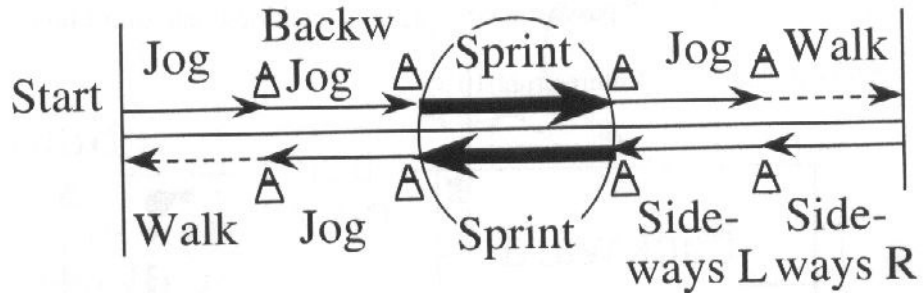 Jog Backw Jog Sprint Jog Walk
Start
Walk Jog Sprint Side-ways L Side-ways R